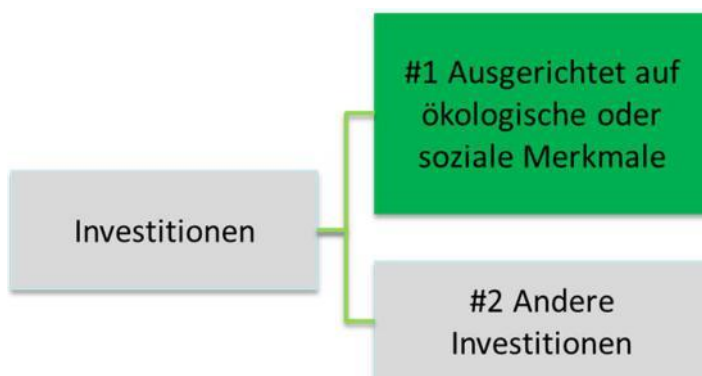 #1 Ausgerichtet auf
ökologische oder
soziale Merkmale
Investitionen
#2 Andere
Investitionen